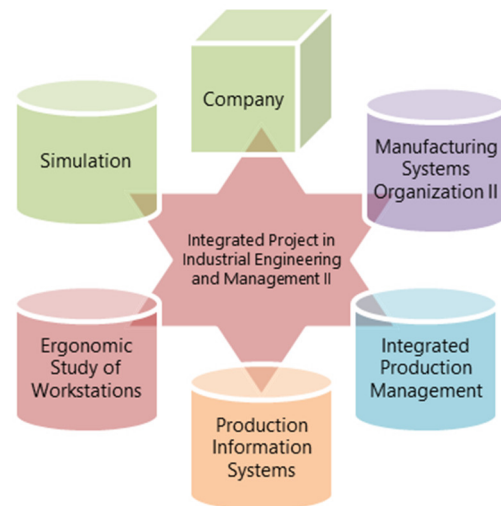 Company
Simulation
Manufacturing
Systems
Organization II
Integrated Project in
Industrial Engineering
and Management II
Ergonomic
Study of
Workstations
Integrated
Production
Management
Production
Information
Systems